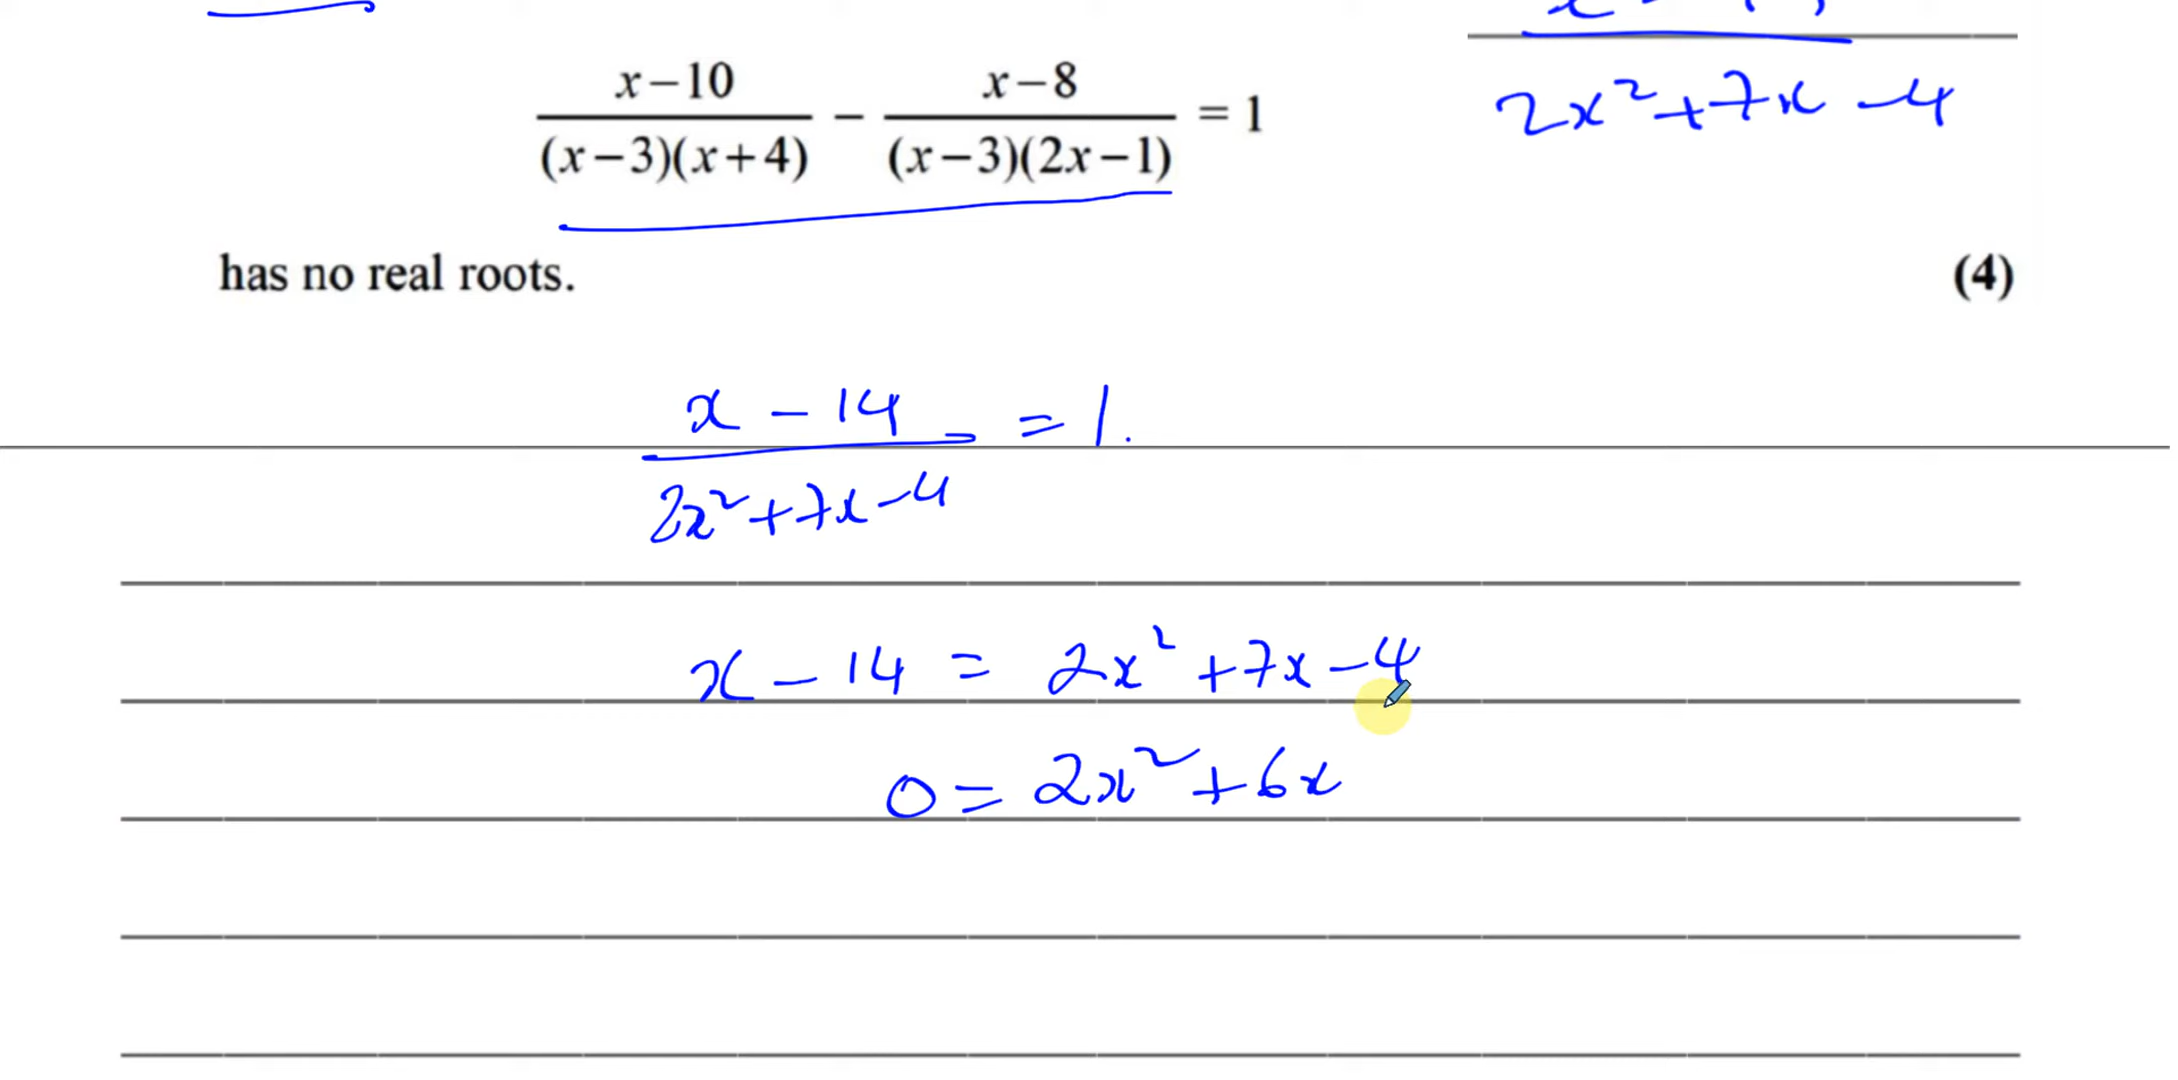 x-10 / (x-3)(x+4) - x-8 / (x-3)(2x-1) = 1
2x² + 7x - 4
has no real roots. (4)
x - 14 / 2x² + 7x - 4 = 1.
x - 14 = 2x² + 7x - 4
0 = 2x² + 6x